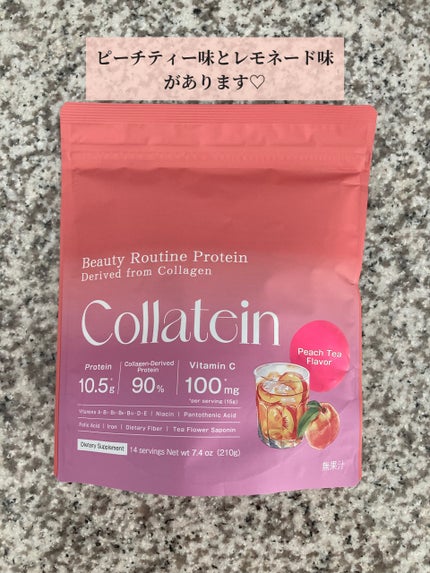 ピーチティー味とレモネード味
があります♡
Beauty Routine Protein
Derived from Collagen
Collatein
Peach Tea
Flavor
Protein
10.5g
Collagen-Derived
Protein
90%
Vitamin C
100*mg
*per serving (15g)
Vitamins A･B₁･B₂･B₆･B₁₂･D･E | Niacin | Pantothenic Acid
Folic Acid | Iron | Dietary Fiber | Tea Flower Saponin
Dietary Supplement
14 servings Net wt 7.4 oz (210g)
無果汁